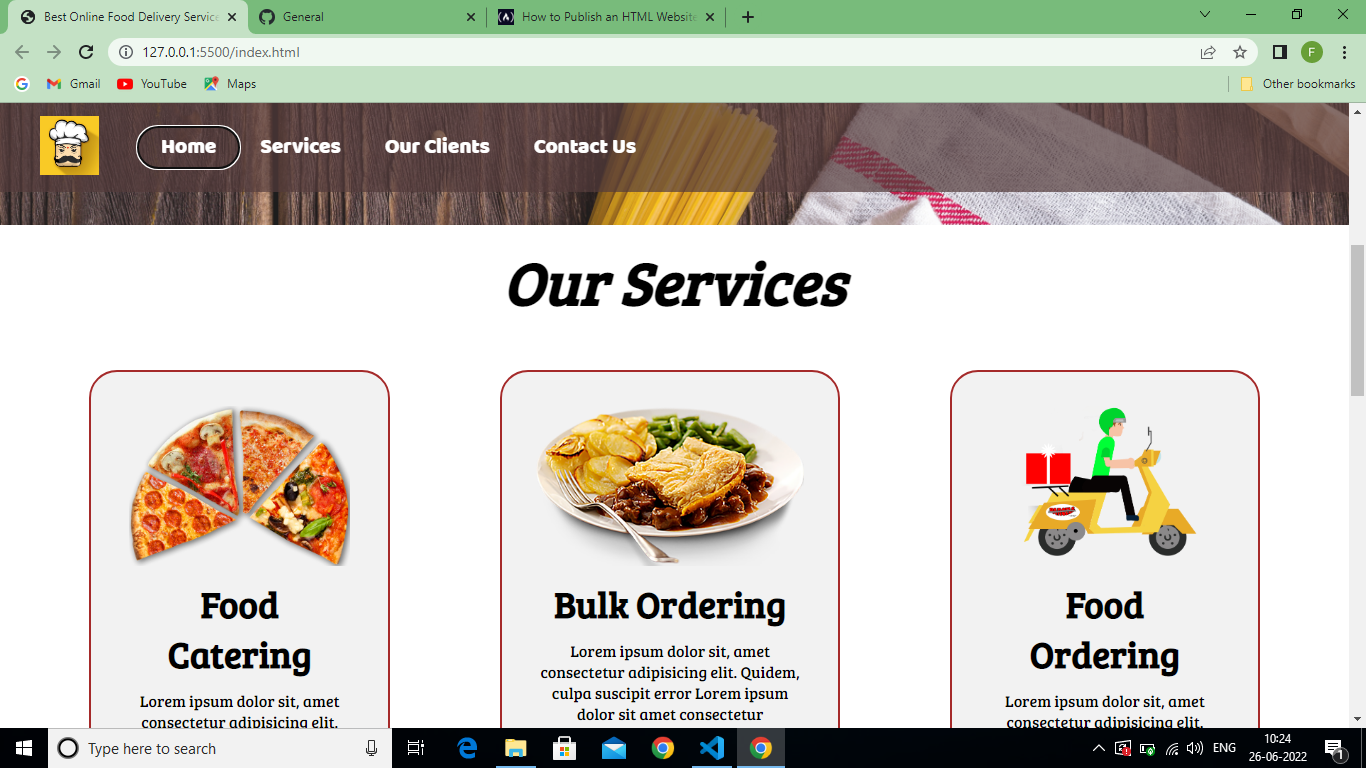 Best Online Food Delivery Service
General
How to Publish an HTML Website
127.0.0.1:5500/index.html
F
Gmail
YouTube
Maps
Other bookmarks
Home
Services
Our Clients
Contact Us
Our Services
Food
Catering
Lorem ipsum dolor sit, amet
consectetur adipisicing elit.
Bulk Ordering
Lorem ipsum dolor sit, amet
consectetur adipisicing elit. Quidem,
culpa suscipit error Lorem ipsum
dolor sit amet consectetur
Food
Ordering
Lorem ipsum dolor sit, amet
consectetur adipisicing elit.
Type here to search
ENG
10:24
26-06-2022
1